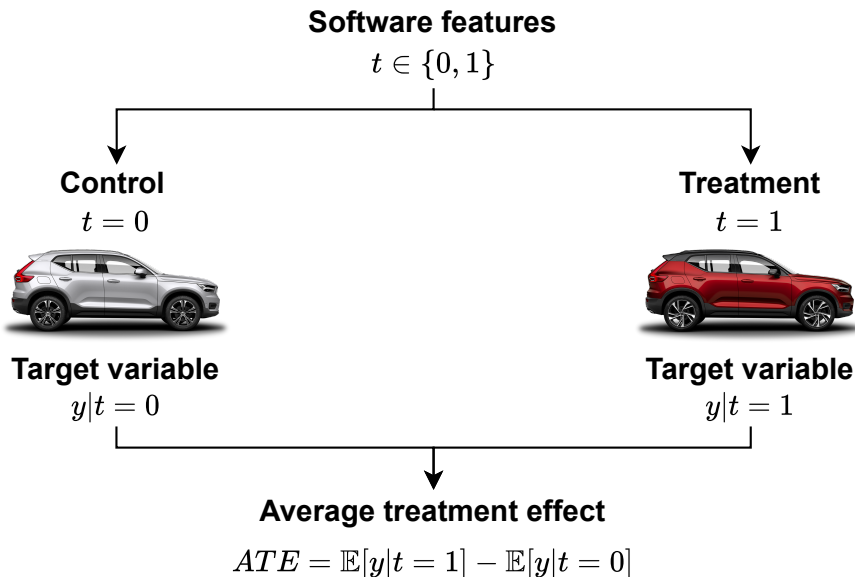 Software features
t ∈ {0, 1}
Control
t = 0
Treatment
t = 1
Target variable
y|t = 0
Target variable
y|t = 1
Average treatment effect
ATE = 𝔼[y|t = 1] − 𝔼[y|t = 0]